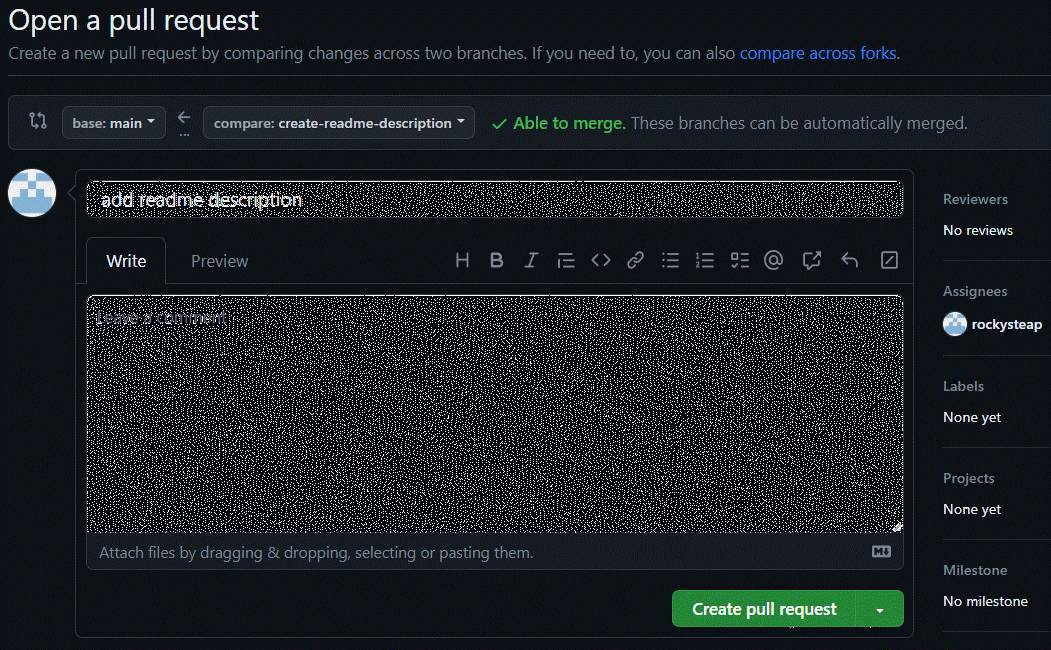 Open a pull request
Create a new pull request by comparing changes across two branches. If you need to, you can also compare across forks.
base: main
...
compare: create-readme-description
Able to merge. These branches can be automatically merged.
add readme description
Write
Preview
Leave a comment
Attach files by dragging & dropping, selecting or pasting them.
Create pull request
Reviewers
No reviews
Assignees
rockysteap
Labels
None yet
Projects
None yet
Milestone
No milestone